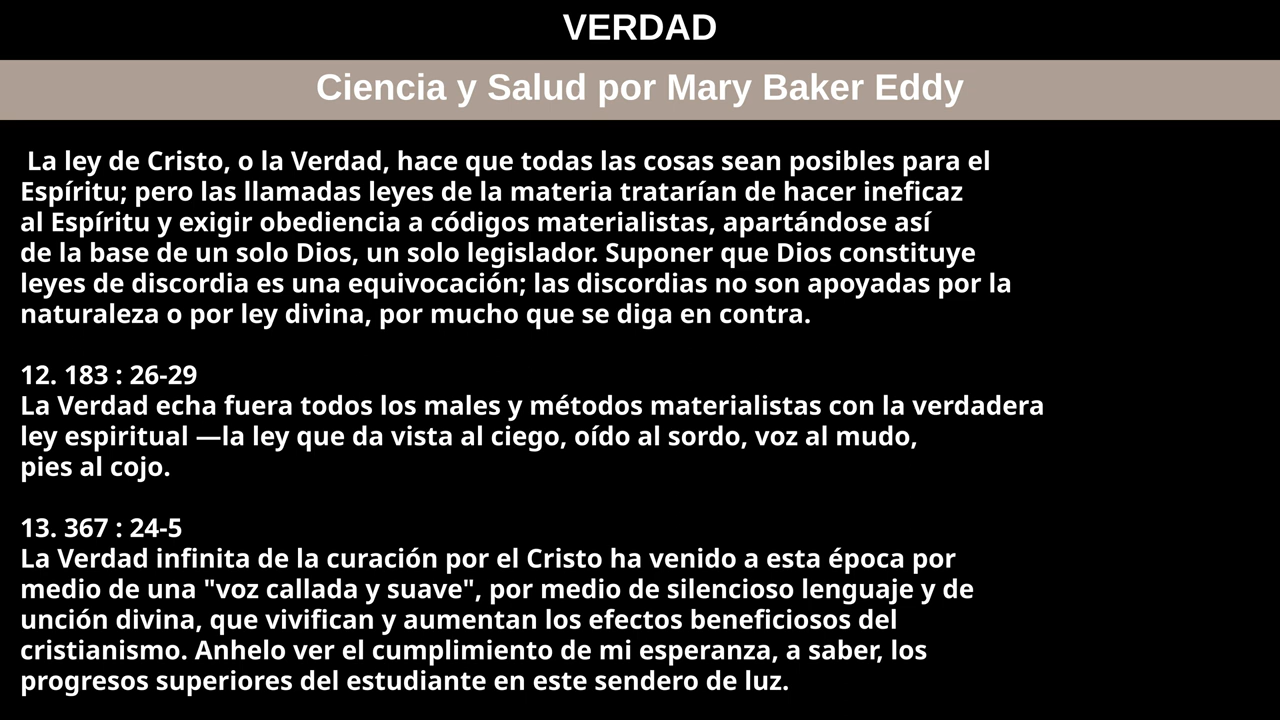 VERDAD
Ciencia y Salud por Mary Baker Eddy
La ley de Cristo, o la Verdad, hace que todas las cosas sean posibles para el
Espíritu; pero las llamadas leyes de la materia tratarían de hacer ineficaz
al Espíritu y exigir obediencia a códigos materialistas, apartándose así
de la base de un solo Dios, un solo legislador. Suponer que Dios constituye
leyes de discordia es una equivocación; las discordias no son apoyadas por la
naturaleza o por ley divina, por mucho que se diga en contra.
12. 183 : 26-29
La Verdad echa fuera todos los males y métodos materialistas con la verdadera
ley espiritual —la ley que da vista al ciego, oído al sordo, voz al mudo,
pies al cojo.
13. 367 : 24-5
La Verdad infinita de la curación por el Cristo ha venido a esta época por
medio de una "voz callada y suave", por medio de silencioso lenguaje y de
unción divina, que vivifican y aumentan los efectos beneficiosos del
cristianismo. Anhelo ver el cumplimiento de mi esperanza, a saber, los
progresos superiores del estudiante en este sendero de luz.